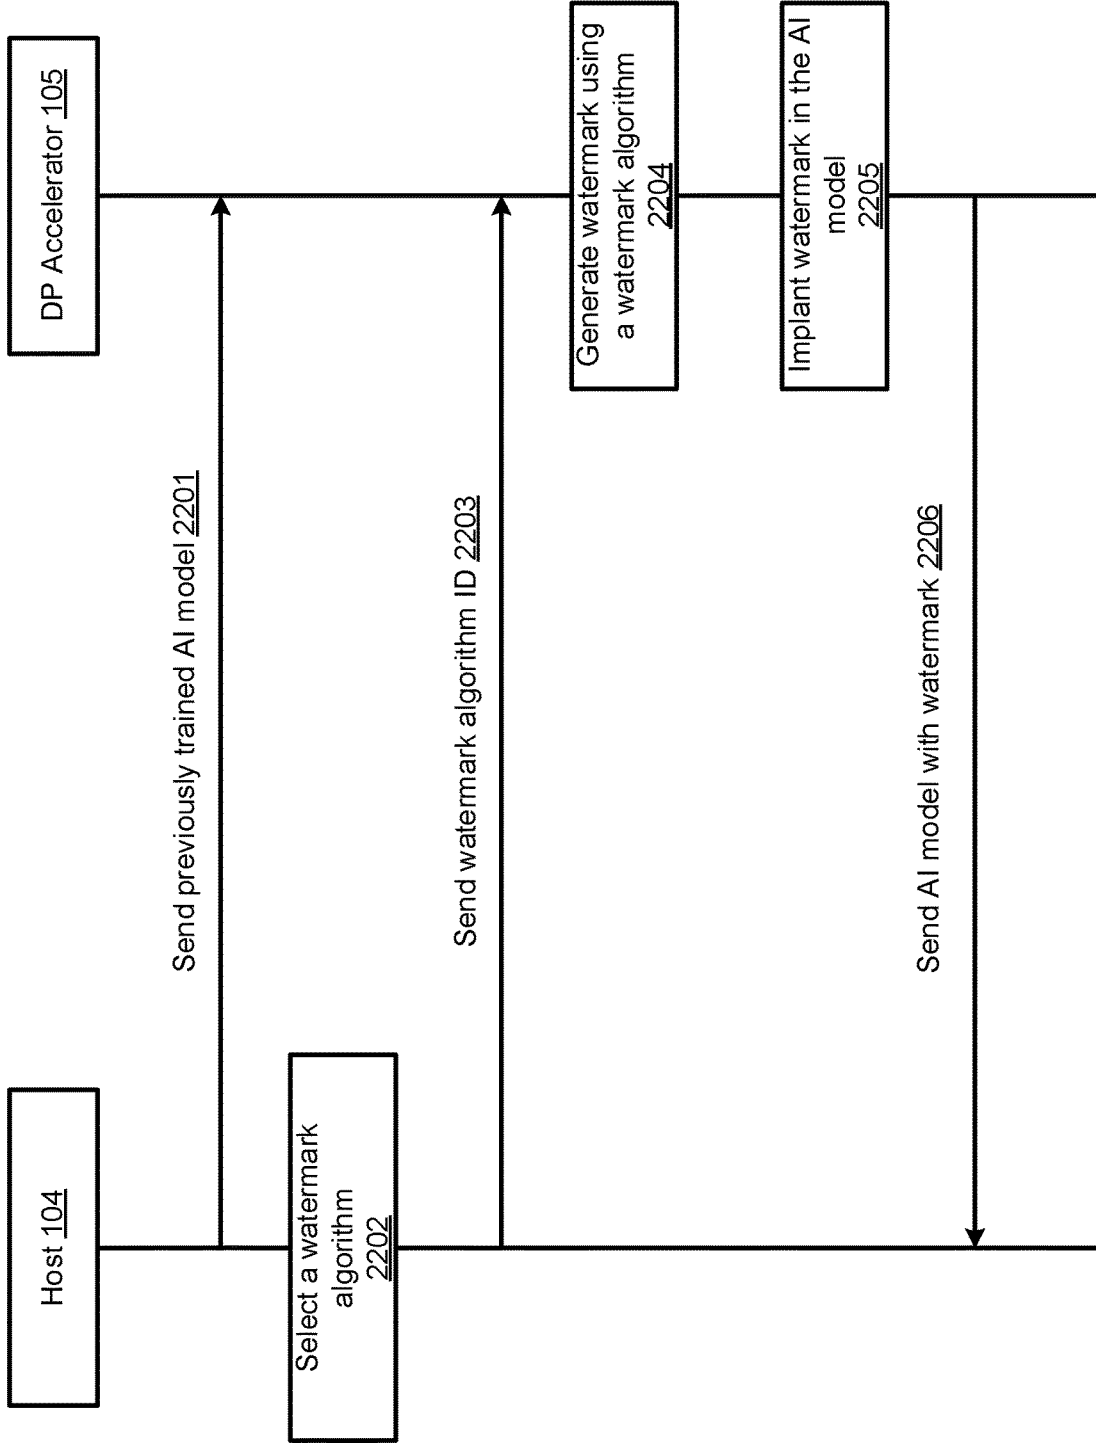 Host 104
DP Accelerator 105
Send previously trained AI model 2201
Select a watermark
algorithm
2202
Send watermark algorithm ID 2203
Generate watermark using
a watermark algorithm
2204
Implant watermark in the AI
model
2205
Send AI model with watermark 2206